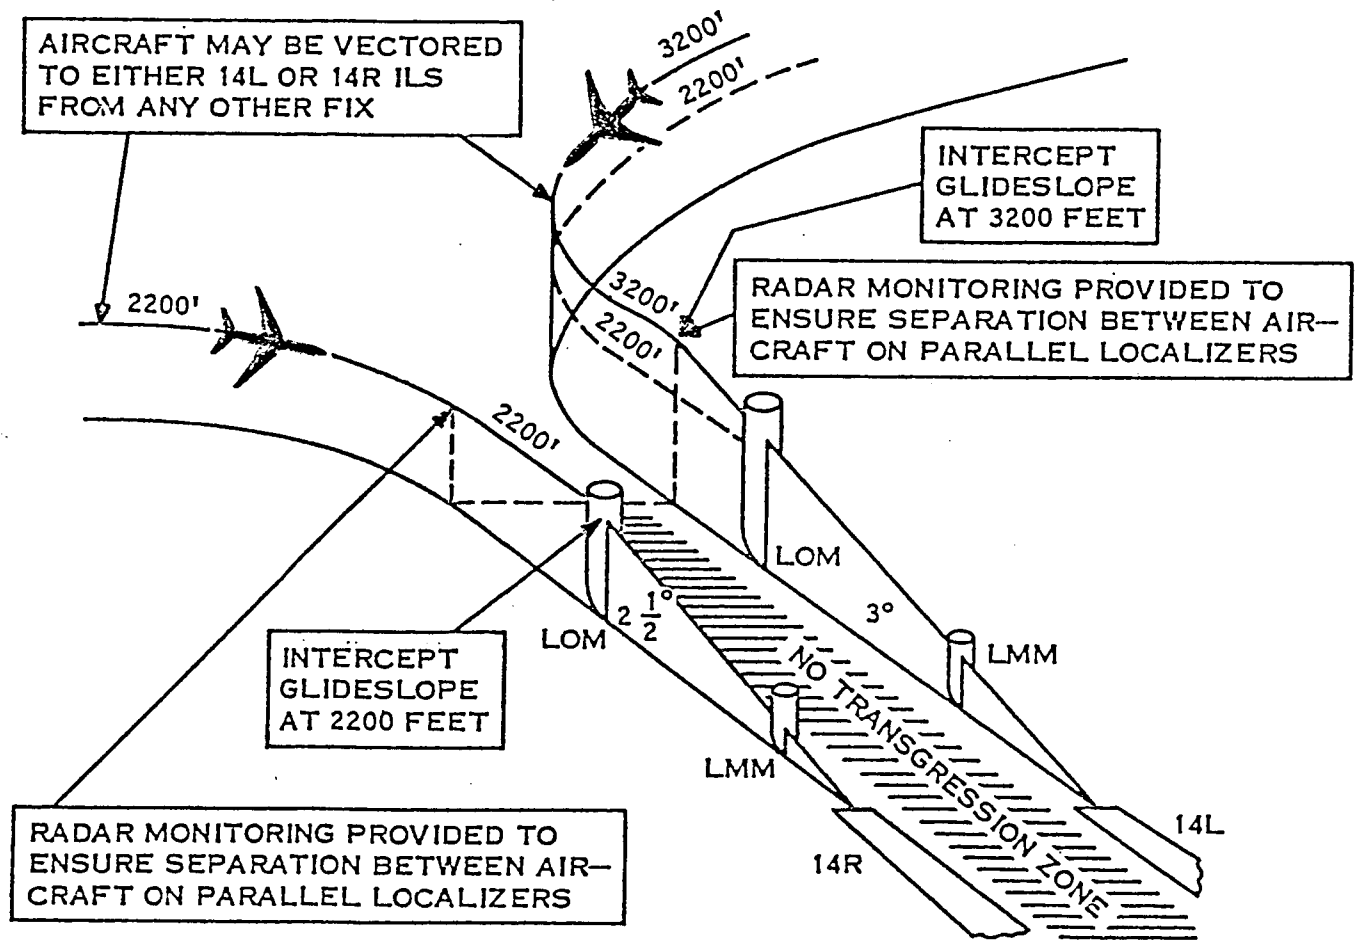 AIRCRAFT MAY BE VECTORED
TO EITHER 14L OR 14R ILS
FROM ANY OTHER FIX
3200'
2200'
INTERCEPT
GLIDESLOPE
AT 3200 FEET
RADAR MONITORING PROVIDED TO
ENSURE SEPARATION BETWEEN AIR-
CRAFT ON PARALLEL LOCALIZERS
2200'
3200'
2200'
2200'
LOM
3°
LMM
LOM
2 1/2°
INTERCEPT
GLIDESLOPE
AT 2200 FEET
NO TRANSGRESSION ZONE
LMM
RADAR MONITORING PROVIDED TO
ENSURE SEPARATION BETWEEN AIR-
CRAFT ON PARALLEL LOCALIZERS
14R
14L